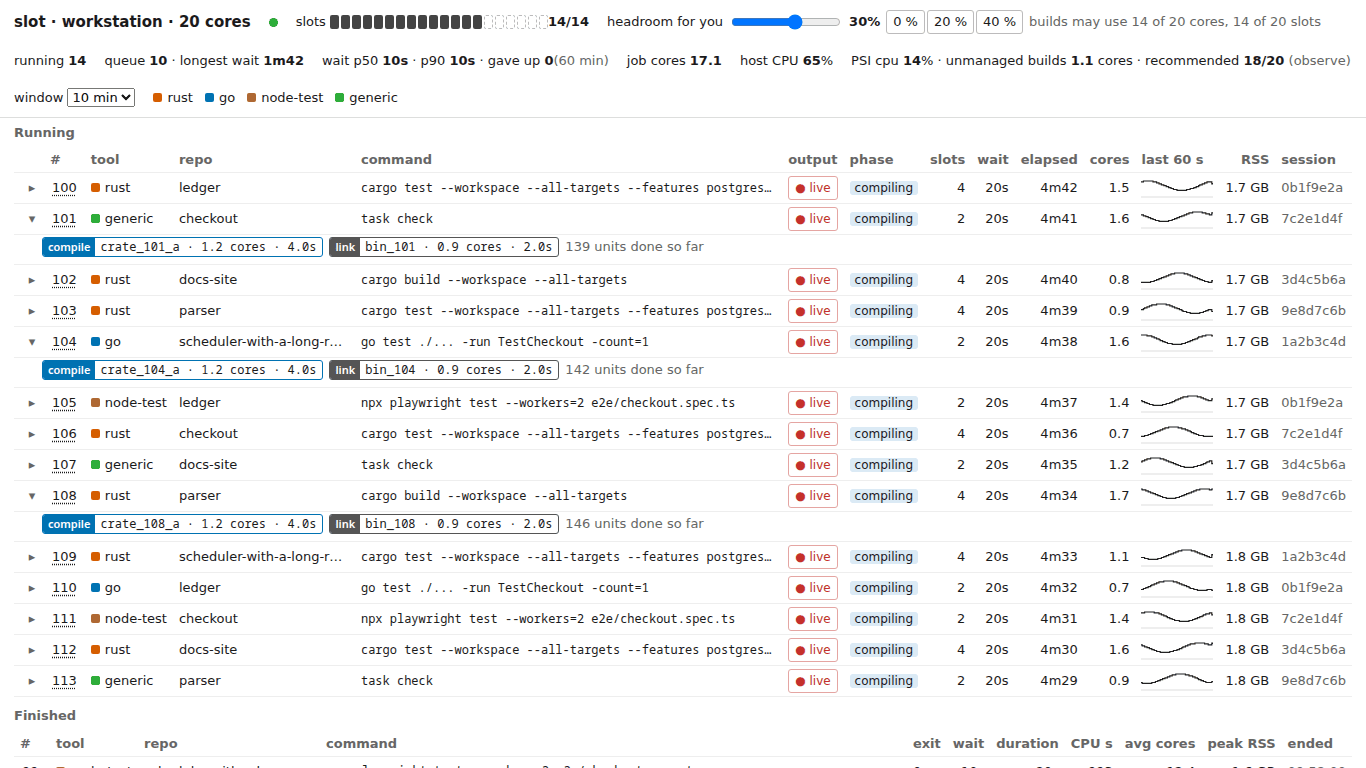 slot · workstation · 20 cores ● slots 14/14 headroom for you 30% 0 % 20 % 40 % builds may use 14 of 20 cores, 14 of 20 slots
running 14 queue 10 · longest wait 1m42 wait p50 10s · p90 10s · gave up 0(60 min) job cores 17.1 host CPU 65% PSI cpu 14% · unmanaged builds 1.1 cores · recommended 18/20 (observe)
window 10 min rust go node-test generic
Running
# tool repo command output phase slots wait elapsed cores last 60 s RSS session
▸ 100 rust ledger cargo test --workspace --all-targets --features postgres… ● live compiling 4 20s 4m42 1.5 1.7 GB 0b1f9e2a
▾ 101 generic checkout task check ● live compiling 2 20s 4m41 1.6 1.7 GB 7c2e1d4f
compile crate_101_a · 1.2 cores · 4.0s link bin_101 · 0.9 cores · 2.0s 139 units done so far
▸ 102 rust docs-site cargo build --workspace --all-targets ● live compiling 4 20s 4m40 0.8 1.7 GB 3d4c5b6a
▸ 103 rust parser cargo test --workspace --all-targets --features postgres… ● live compiling 4 20s 4m39 0.9 1.7 GB 9e8d7c6b
▾ 104 go scheduler-with-a-long-r… go test ./... -run TestCheckout -count=1 ● live compiling 2 20s 4m38 1.6 1.7 GB 1a2b3c4d
compile crate_104_a · 1.2 cores · 4.0s link bin_104 · 0.9 cores · 2.0s 142 units done so far
▸ 105 node-test ledger npx playwright test --workers=2 e2e/checkout.spec.ts ● live compiling 2 20s 4m37 1.4 1.7 GB 0b1f9e2a
▸ 106 rust checkout cargo test --workspace --all-targets --features postgres… ● live compiling 4 20s 4m36 0.7 1.7 GB 7c2e1d4f
▸ 107 generic docs-site task check ● live compiling 2 20s 4m35 1.2 1.7 GB 3d4c5b6a
▾ 108 rust parser cargo build --workspace --all-targets ● live compiling 4 20s 4m34 1.7 1.7 GB 9e8d7c6b
compile crate_108_a · 1.2 cores · 4.0s link bin_108 · 0.9 cores · 2.0s 146 units done so far
▸ 109 rust scheduler-with-a-long-r… cargo test --workspace --all-targets --features postgres… ● live compiling 4 20s 4m33 1.1 1.8 GB 1a2b3c4d
▸ 110 go ledger go test ./... -run TestCheckout -count=1 ● live compiling 2 20s 4m32 0.7 1.8 GB 0b1f9e2a
▸ 111 node-test checkout npx playwright test --workers=2 e2e/checkout.spec.ts ● live compiling 2 20s 4m31 1.4 1.8 GB 7c2e1d4f
▸ 112 rust docs-site cargo test --workspace --all-targets --features postgres… ● live compiling 4 20s 4m30 1.6 1.8 GB 3d4c5b6a
▸ 113 generic parser task check ● live compiling 2 20s 4m29 0.9 1.8 GB 9e8d7c6b
Finished
# tool repo command exit wait duration CPU s avg cores peak RSS ended